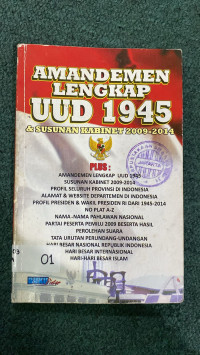 AMANDEMEN
LENGKAP
UUD 1945
& SUSUNAN KABINET 2009-2014
PLUS :
AMANDEMEN LENGKAP UUD 1945
SUSUNAN KABINET 2009-2014
PROFIL SELURUH PROVINSI DI INDONESIA
ALAMAT & WEBSITE DEPARTEMEN DI INDONESIA
PROFIL PRESIDEN & WAKIL PRESIDEN RI DARI 1945-2014
NO PLAT A-Z
NAMA-NAMA PAHLAWAN NASIONAL
PARTAI PESERTA PEMILU 2009 BESERTA HASIL
PEROLEHAN SUARA
TATA URUTAN PERUNDANG-UNDANGAN
HARI BESAR NASIONAL REPUBLIK INDONESIA
HARI BESAR INTERNASIONAL
HARI-HARI BESAR ISLAM
01